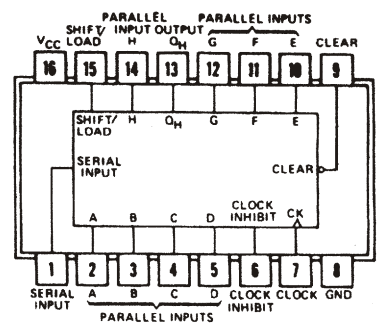 PARALLEL PARALLEL INPUTS
VCC SHIFT/ INPUT OUTPUT
LOAD H QH G F E CLEAR
16 15 14 13 12 11 10 9
SHIFT/ H QH G F E
LOAD
SERIAL
INPUT
CLEAR
CLOCK
INHIBIT CK
A B C D
1 2 3 4 5 6 7 8
SERIAL A B C D CLOCK CLOCK GND
INPUT INHIBIT
PARALLEL INPUTS